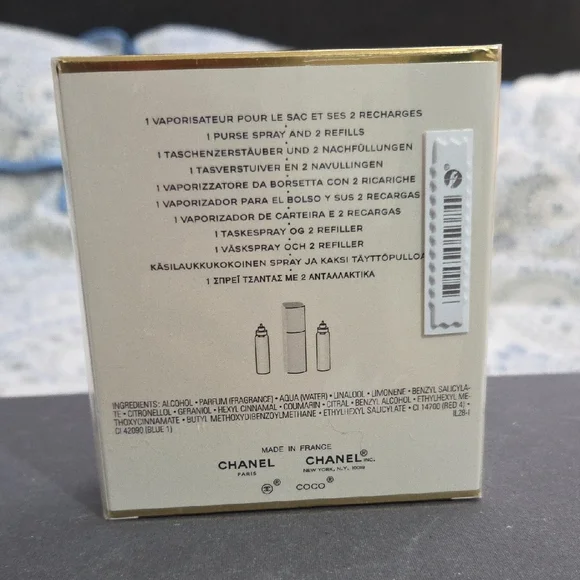 1 VAPORISATEUR POUR LE SAC ET SES 2 RECHARGES
1 PURSE SPRAY AND 2 REFILLS
1 TASCHENZERSTÄUBER UND 2 NACHFÜLLUNGEN
1 TASVERSTUIVER EN 2 NAVULLINGEN
1 VAPORIZZATORE DA BORSETTA CON 2 RICARICHE
1 VAPORIZADOR PARA EL BOLSO Y SUS 2 RECARGAS
1 VAPORIZADOR DE CARTEIRA E 2 RECARGAS
1 TASKESPRAY OG 2 REFILLER
1 VÄSKSPRAY OCH 2 REFILLER
KÄSILAUKKUKOKOINEN SPRAY JA KAKSI TÄYTTÖPULLOA
1 ΣΠΡΕΪ ΤΣΑΝΤΑΣ ΜΕ 2 ΑΝΤΑΛΛΑΚΤΙΚΑ
INGREDIENTS: ALCOHOL • PARFUM (FRAGRANCE) • AQUA (WATER) • LINALOOL • LIMONENE • BENZYL SALICYLA-
TE • CITRONELLOL • GERANIOL • HEXYL CINNAMAL • COUMARIN • CITRAL • BENZYL ALCOHOL • ETHYLHEXYL ME-
THOXYCINNAMATE • BUTYL METHOXYDIBENZOYLMETHANE • ETHYLHEXYL SALICYLATE • CI 14700 (RED 4) •
CI 42090 (BLUE 1) IL28-I
MADE IN FRANCE
CHANEL CHANEL® INC.
PARIS NEW YORK, N.Y. 10019
® COCO®